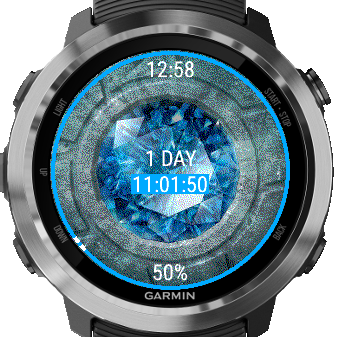 12:58
LIGHT
START · STOP
1 DAY
UP
11:01:50
DOWN
BACK
50%
GARMIN